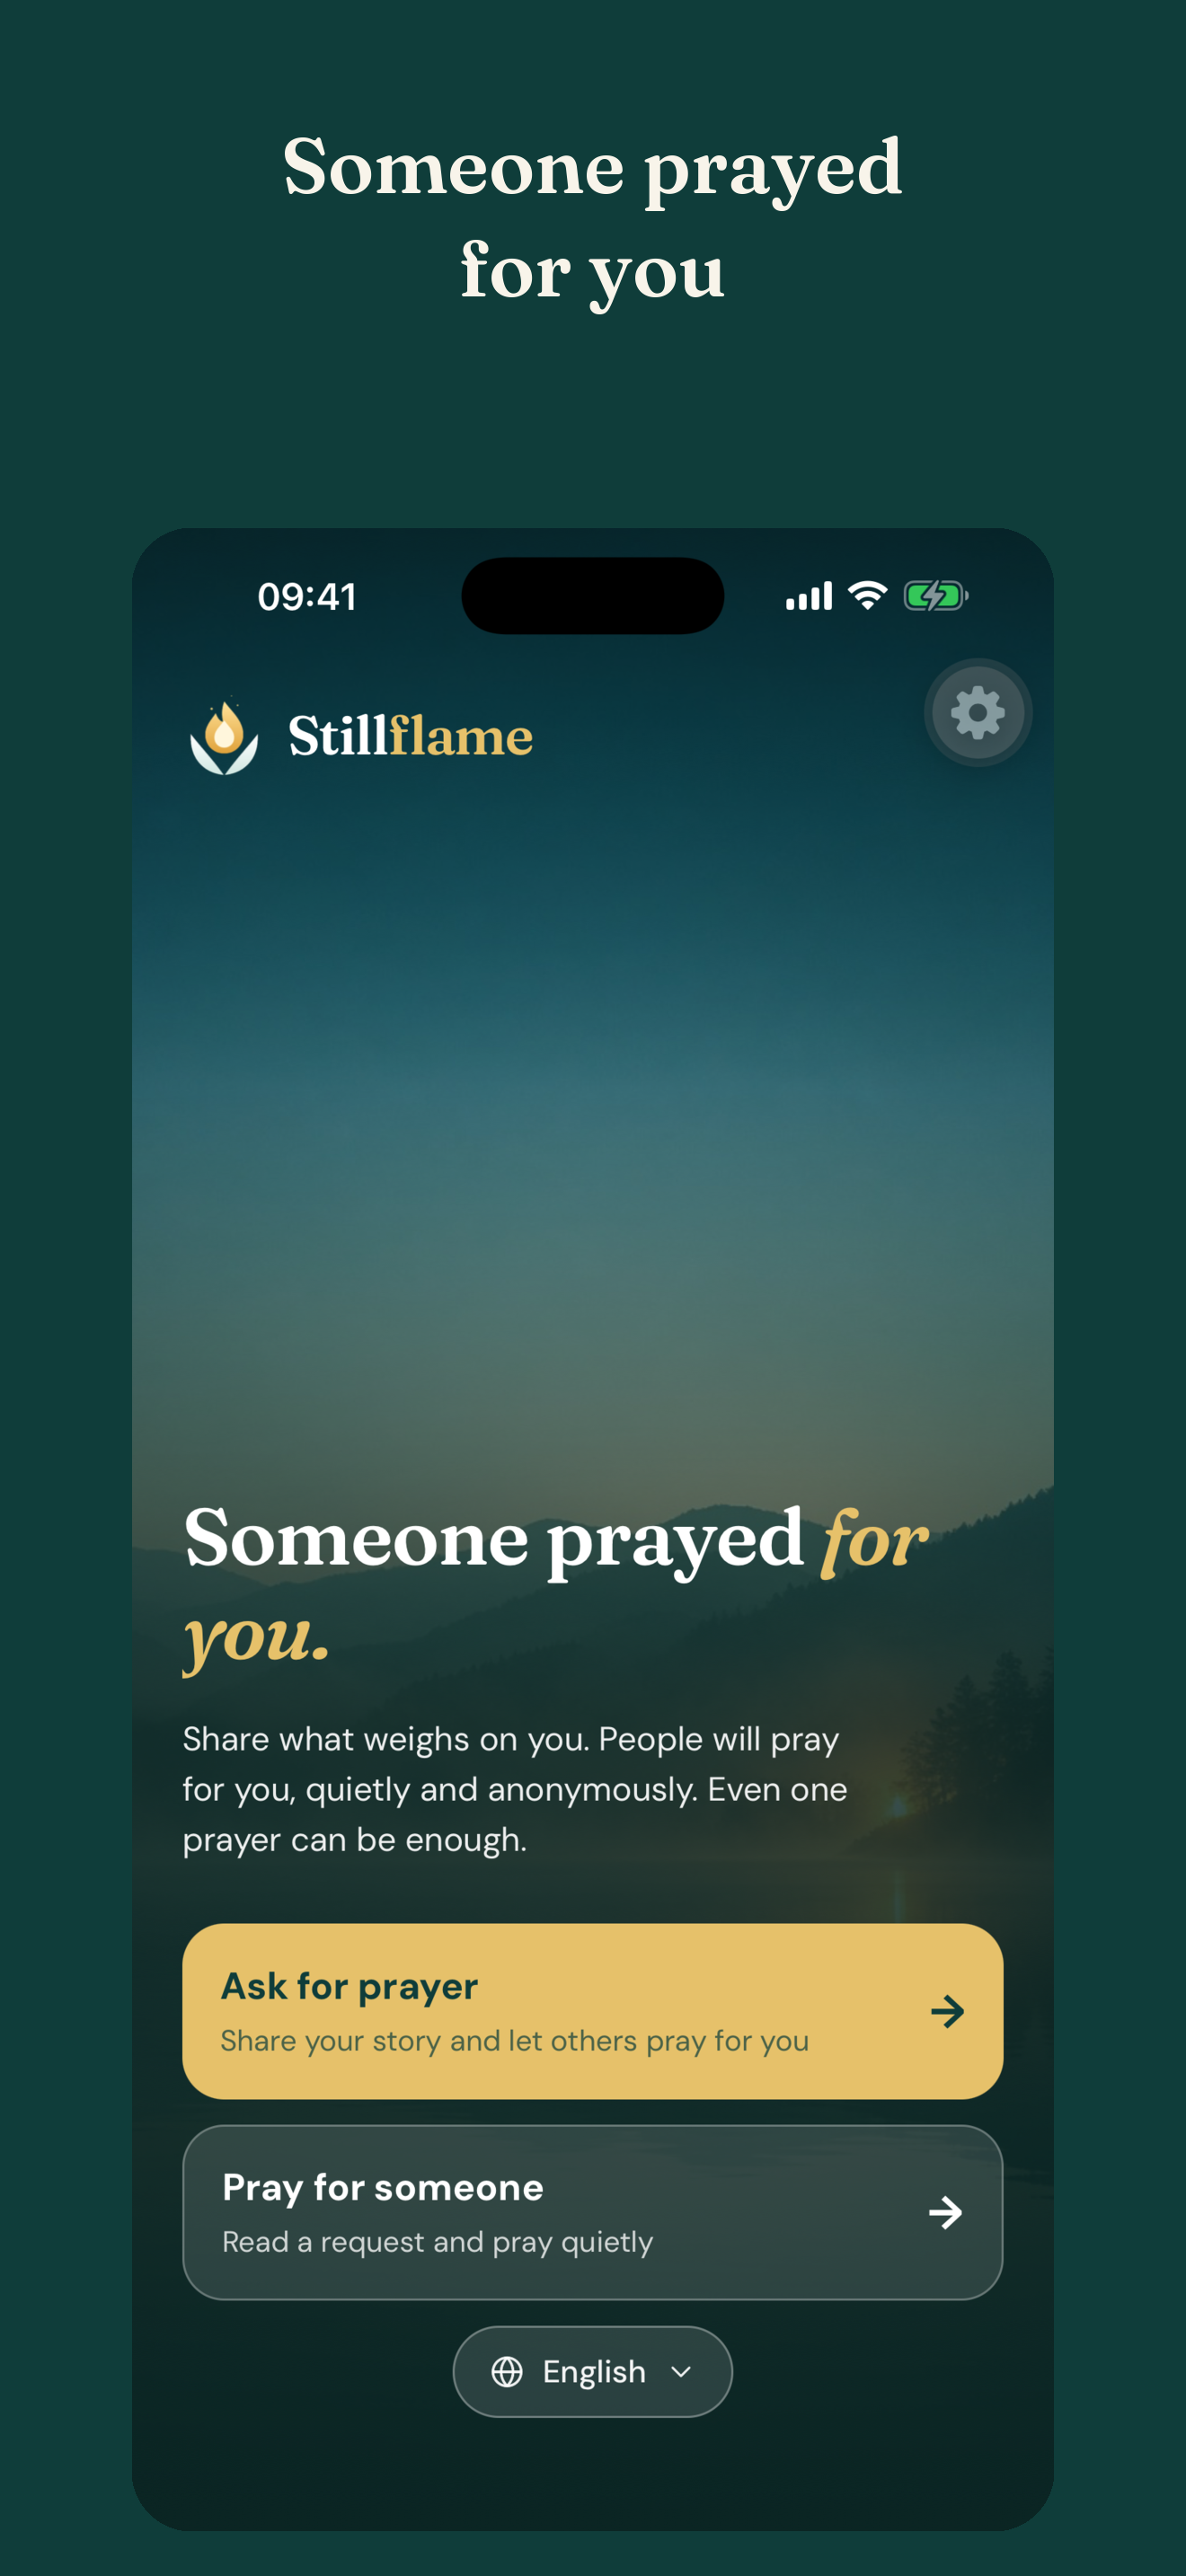 Someone prayed
for you
09:41
Stillflame
Someone prayed for
you.
Share what weighs on you. People will pray
for you, quietly and anonymously. Even one
prayer can be enough.
Ask for prayer
Share your story and let others pray for you
Pray for someone
Read a request and pray quietly
English